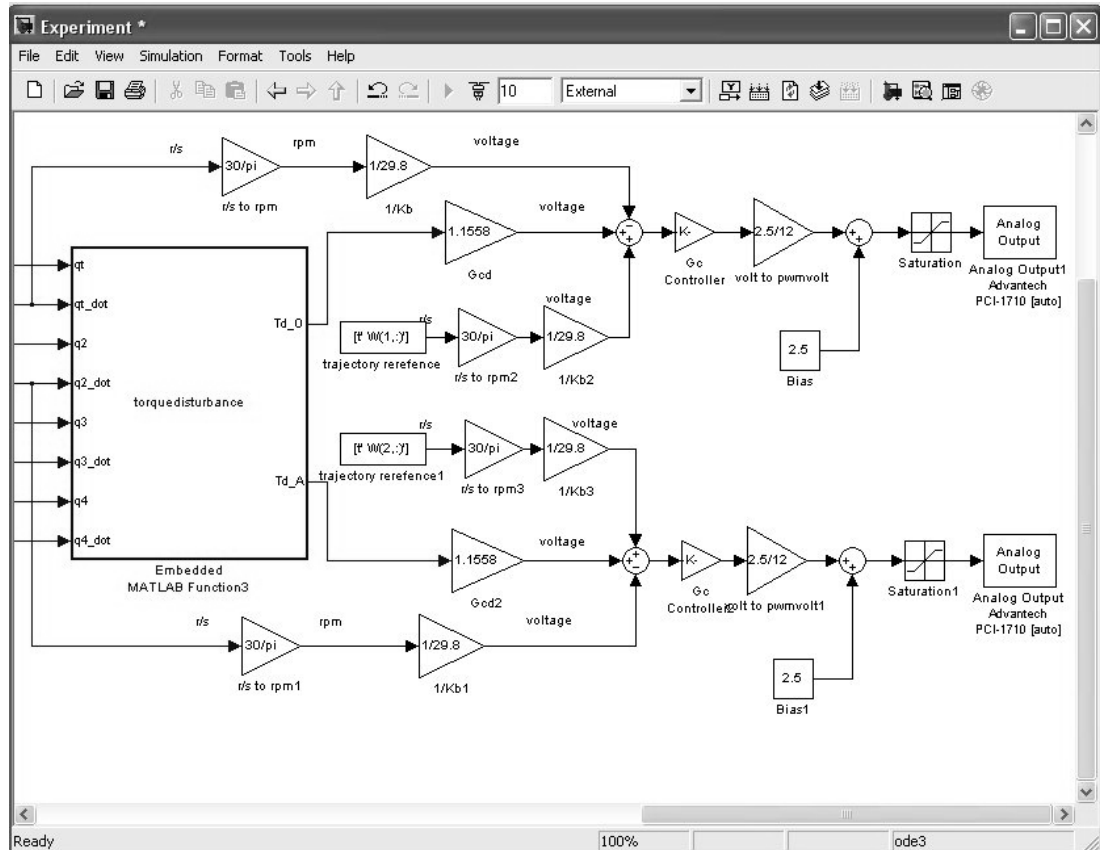 Experiment *
File Edit View Simulation Format Tools Help
10 External
r/s rpm voltage
30/pi 1/29.8
r/s to rpm 1/Kb
voltage
1.1558
Gcd
- + +
K-
Gc
Controller
2.5/12
volt to pwmvolt
+ +
Saturation
Analog
Output
Analog Output1
Advantech
PCI-1710 [auto]
qt
qt_dot
q2
q2_dot
q3
q3_dot
q4
q4_dot
torquedisturbance
Td_0
Td_A
Embedded
MATLAB Function3
r/s voltage
[t' W(1,:)'] 30/pi 1/29.8
trajectory rerefence r/s to rpm2 1/Kb2
2.5
Bias
r/s voltage
[t' W(2,:)'] 30/pi 1/29.8
trajectory rerefence1 r/s to rpm3 1/Kb3
voltage
1.1558
Gcd2
+ + -
K-
Gc
Controller2
2.5/12
volt to pwmvolt1
+ +
Saturation1
Analog
Output
Analog Output
Advantech
PCI-1710 [auto]
r/s rpm voltage
30/pi 1/29.8
r/s to rpm1 1/Kb1
2.5
Bias1
Ready 100% ode3